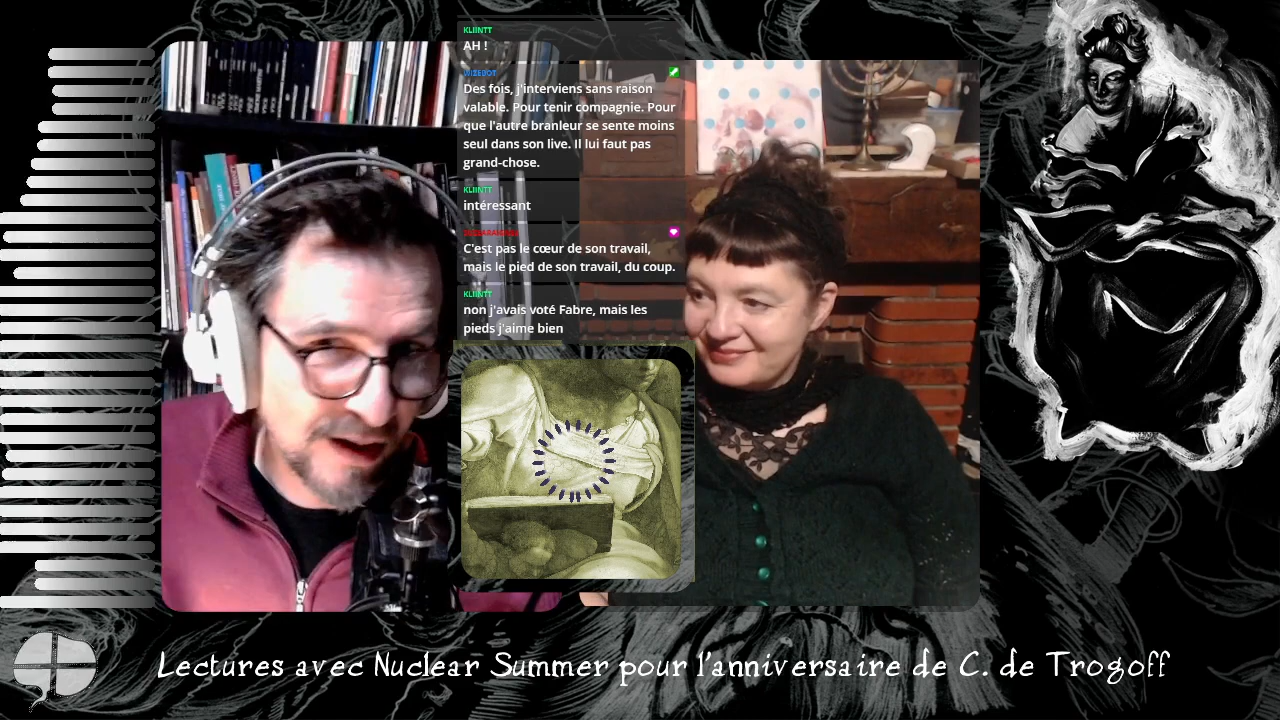 KLIINTT
AH !
WIZEBOT
Des fois, j'interviens sans raison
valable. Pour tenir compagnie. Pour
que l'autre branleur se sente moins
seul dans son live. Il lui faut pas
grand-chose.
KLIINTT
intéressant
C'est pas le cœur de son travail,
mais le pied de son travail, du coup.
KLIINTT
non j'avais voté Fabre, mais les
pieds j'aime bien
Lectures avec Nuclear Summer pour l'anniversaire de C. de Trogoff